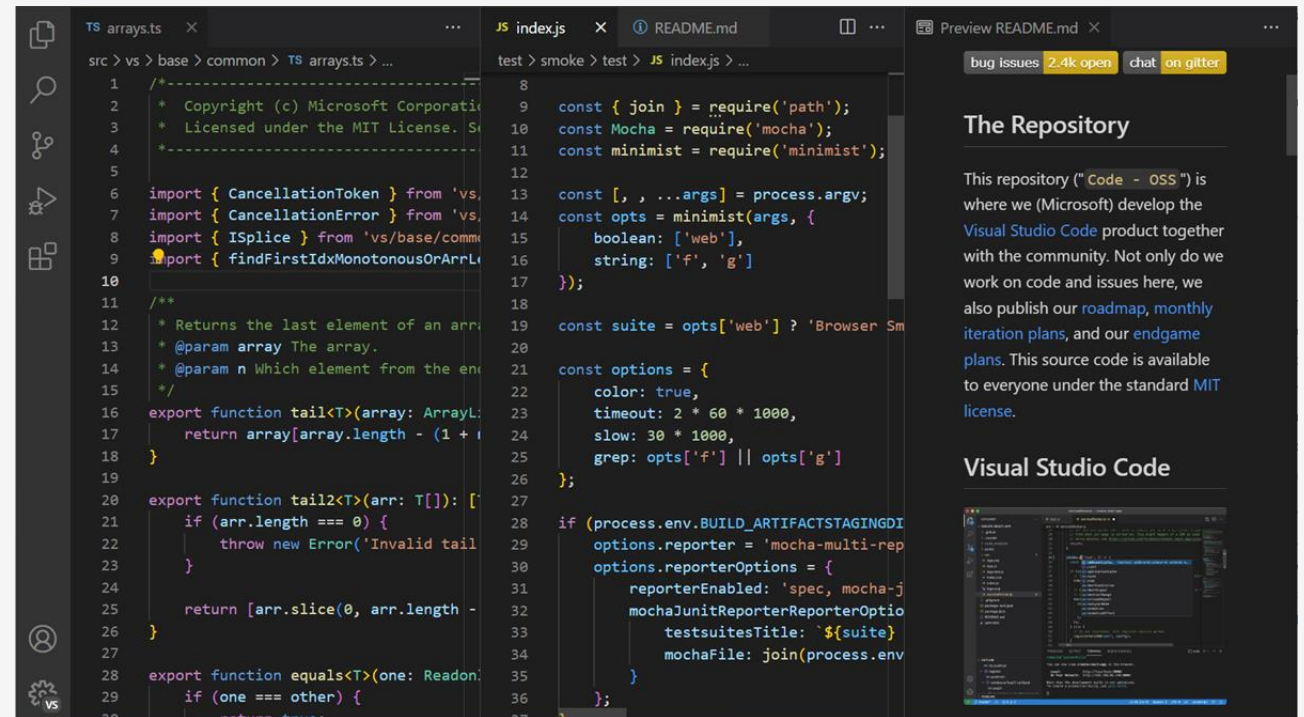 TS arrays.ts
src > vs > base > common > TS arrays.ts > ...
1 /*---------------------------------------
2 * Copyright (c) Microsoft
3 * Licensed under the MIT License.
4 *---------------------------------------
5
6 import { CancellationToken } from 'vs/
7 import { CancellationError } from 'vs/
8 import { ISplice } from 'vs/base/
9 import {
10
11 /**
12 * Returns the last element of an
13 * @param array The array.
14 * @param n Which element from the
15 */
16 export function tail<T>(array:
17 return array[array.length - (1 +
18 }
19
20 export function tail2<T>(arr: T[]):
21 if (arr.length === 0) {
22 throw new Error('Invalid tail
23 }
24
25 return [arr.slice(0, arr.length -
26 }
27
28 export function equals<T>(one:
29 if (one === other) {
JS index.js
README.md
test > smoke > test > JS index.js > ...
8
9 const { join } = require('path');
10 const Mocha = require('mocha');
11 const minimist = require('minimist');
12
13 const [, , ...args] = process.argv;
14 const opts = minimist(args, {
15 boolean: ['web'],
16 string: ['f', 'g']
17 });
18
19 const suite = opts['web'] ? 'Browser Sm
20
21 const options = {
22 color: true,
23 timeout: 2 * 60 * 1000,
24 slow: 30 * 1000,
25 grep: opts['f'] || opts['g']
26 };
27
28 if (process.env.BUILD_ARTIFACTSTAGINGDI
29 options.reporter = 'mocha-multi-rep
30 options.reporterOptions = {
31 reporterEnabled: 'spec, mocha-j
32 mochaJunitReporterReporterOptio
33 testsuitesTitle: `${suite}
34 mochaFile: join(process.env
35 }
36 };
Preview README.md
bug issues 2.4k open chat on gitter
The Repository
This repository ("Code - OSS") is
where we (Microsoft) develop the
Visual Studio Code product together
with the community. Not only do we
work on code and issues here, we
also publish our roadmap, monthly
iteration plans, and our endgame
plans. This source code is available
to everyone under the standard MIT
license.
Visual Studio Code
VS